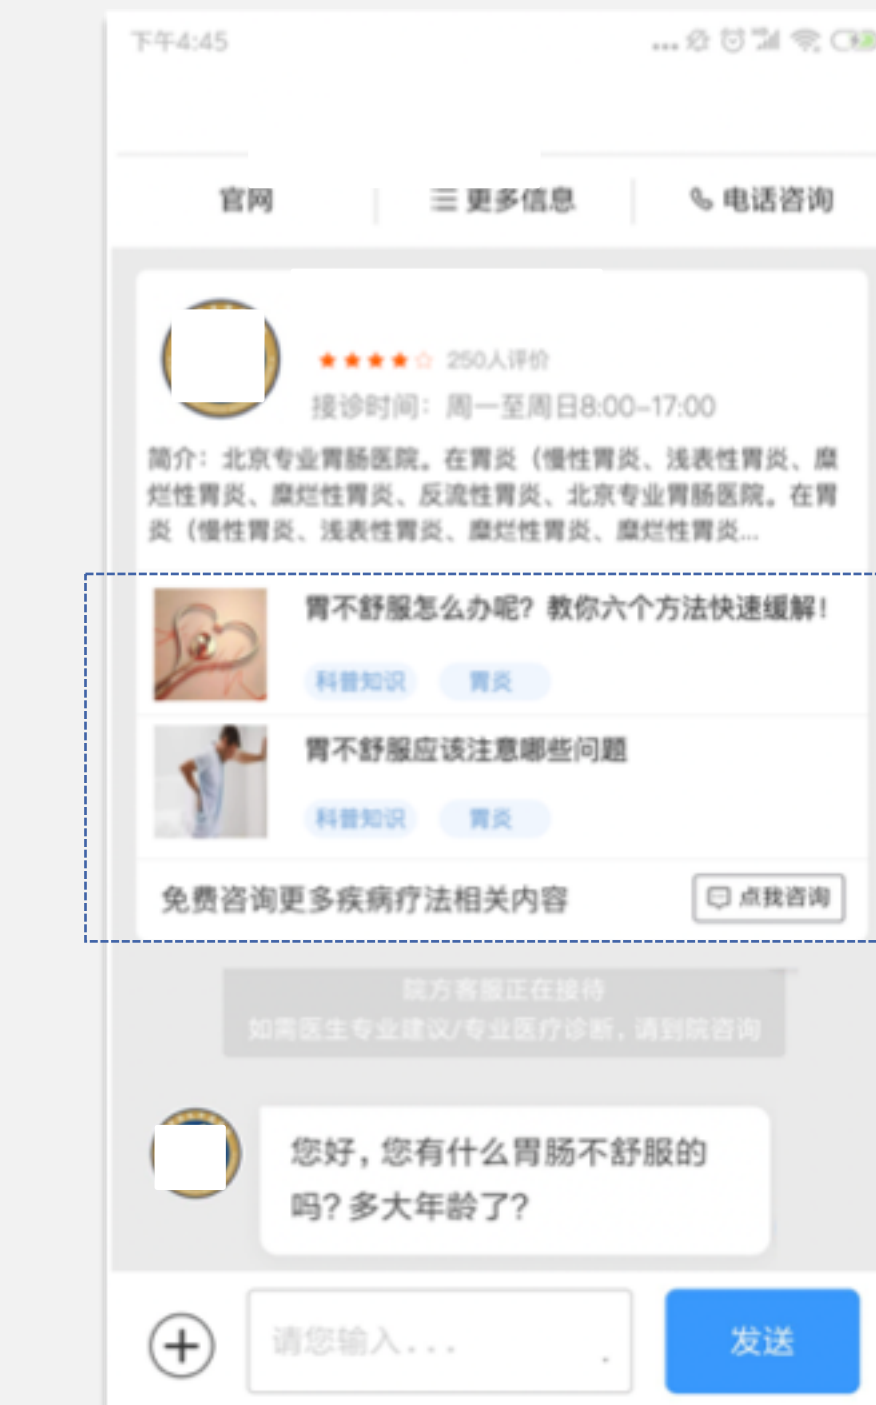 下午4:45
官网
更多信息
电话咨询
250人评价
接诊时间：周一至周日8:00-17:00
简介：北京专业胃肠医院。在胃炎（慢性胃炎、浅表性胃炎、糜
烂性胃炎、糜烂性胃炎、反流性胃炎、北京专业胃肠医院。在胃
炎（慢性胃炎、浅表性胃炎、糜烂性胃炎、糜烂性胃炎...
胃不舒服怎么办呢？教你六个方法快速缓解！
科普知识 胃炎
胃不舒服应该注意哪些问题
科普知识 胃炎
免费咨询更多疾病疗法相关内容
点我咨询
院方客服正在接待
如需医生专业建议/专业医疗诊断，请到院咨询
您好，您有什么胃肠不舒服的
吗？多大年龄了？
请您输入...
发送